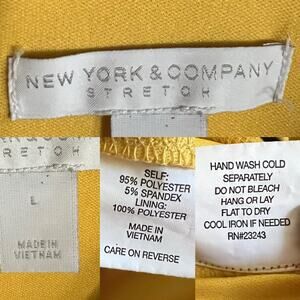 NEW YORK & COMPANY
STRETCH
RETCH
L
MADE IN
VIETNAM
SELF:
95% POLYESTER
5% SPANDEX
LINING:
100% POLYESTER
MADE IN
VIETNAM
CARE ON REVERSE
HAND WASH COLD
SEPARATELY
DO NOT BLEACH
HANG OR LAY
FLAT TO DRY
COOL IRON IF NEEDED
RN#23243